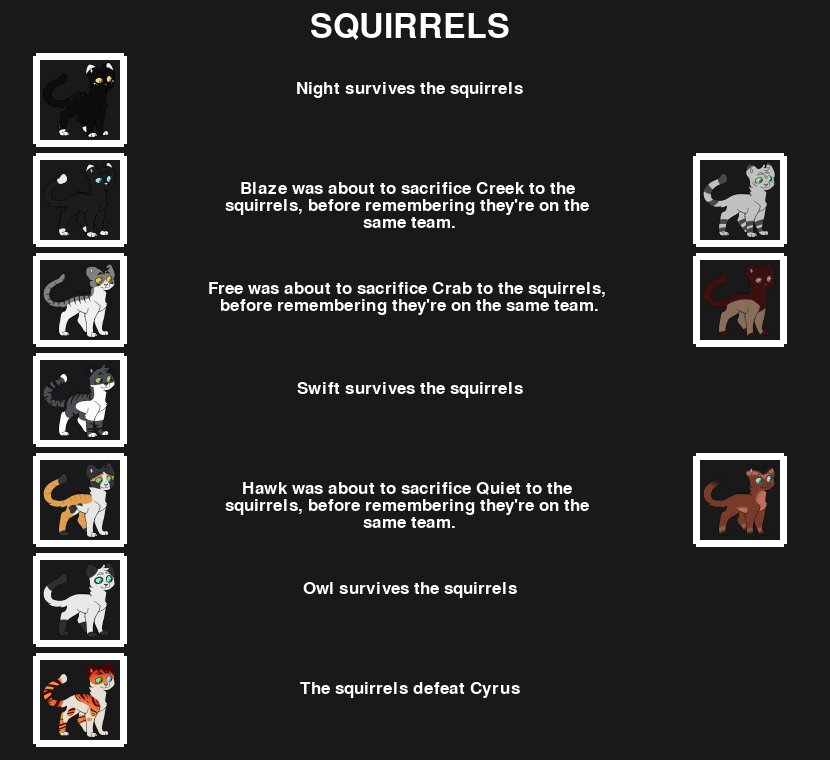 SQUIRRELS
Night survives the squirrels
Blaze was about to sacrifice Creek to the
squirrels, before remembering they're on the
same team.
Free was about to sacrifice Crab to the squirrels,
before remembering they're on the same team.
Swift survives the squirrels
Hawk was about to sacrifice Quiet to the
squirrels, before remembering they're on the
same team.
Owl survives the squirrels
The squirrels defeat Cyrus